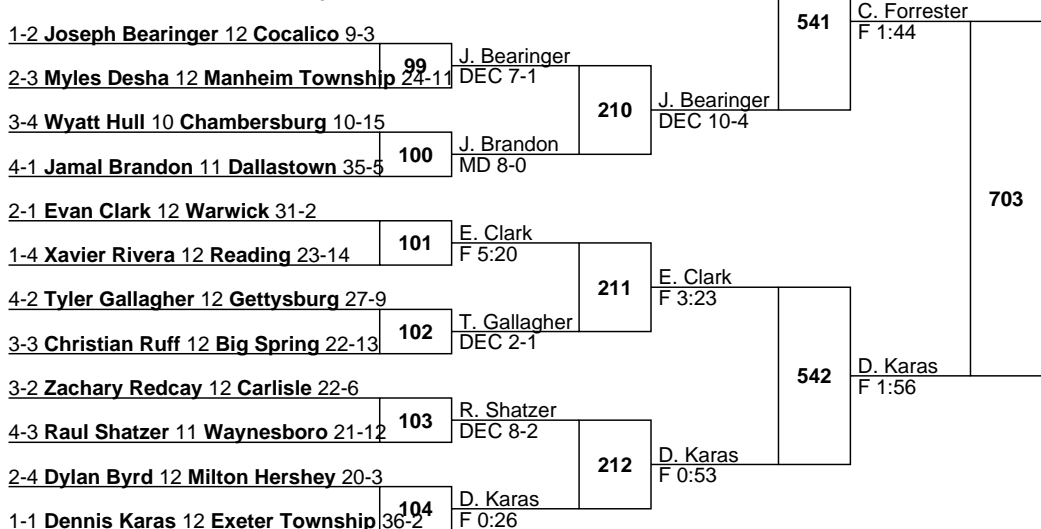 1-2 Joseph Bearinger 12 Cocalico 9-3
2-3 Myles Desha 12 Manheim Township 24-11
3-4 Wyatt Hull 10 Chambersburg 10-15
4-1 Jamal Brandon 11 Dallastown 35-5
2-1 Evan Clark 12 Warwick 31-2
1-4 Xavier Rivera 12 Reading 23-14
4-2 Tyler Gallagher 12 Gettysburg 27-9
3-3 Christian Ruff 12 Big Spring 22-13
3-2 Zachary Redcay 12 Carlisle 22-6
4-3 Raul Shatzer 11 Waynesboro 21-12
2-4 Dylan Byrd 12 Milton Hershey 20-3
1-1 Dennis Karas 12 Exeter Township 36-2
99
100
101
102
103
104
J. Bearinger
DEC 7-1
J. Brandon
MD 8-0
E. Clark
F 5:20
T. Gallagher
DEC 2-1
R. Shatzer
DEC 8-2
D. Karas
F 0:26
210
211
212
J. Bearinger
DEC 10-4
E. Clark
F 3:23
D. Karas
F 0:53
541
542
C. Forrester
F 1:44
D. Karas
F 1:56
703